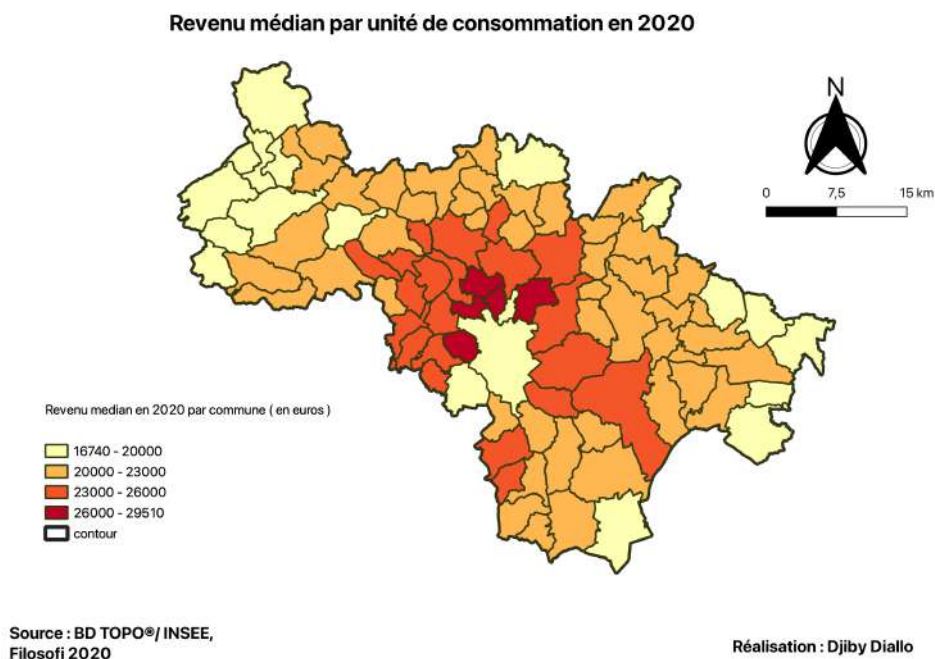 Revenu médian par unité de consommation en 2020
N
0 7,5 15 km
Revenu median en 2020 par commune ( en euros )
16740 - 20000
20000 - 23000
23000 - 26000
26000 - 29510
contour
Source : BD TOPO®/ INSEE,
Filosofi 2020
Réalisation : Djiby Diallo